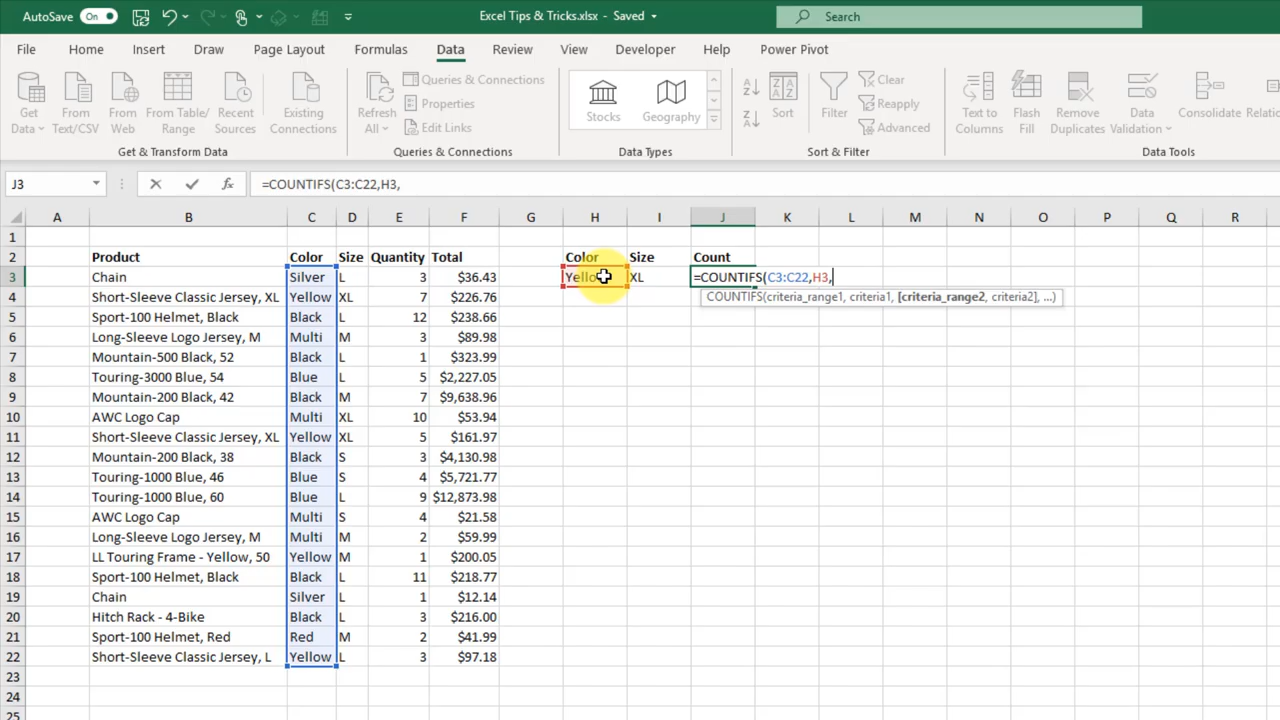 AutoSave On Excel Tips & Tricks.xlsx - Saved Search
File Home Insert Draw Page Layout Formulas Data Review View Developer Help Power Pivot
Get Data From Text/CSV From Web From Table/ Range Recent Sources Existing Connections Refresh All Queries & Connections Properties Edit Links Stocks Geography Sort Filter Clear Reapply Advanced Text to Columns Flash Fill Remove Duplicates Data Validation Consolidate
Get & Transform Data Queries & Connections Data Types Sort & Filter Data Tools
J3 fx =COUNTIFS(C3:C22,H3,
A B C D E F G H I J K L M N O P Q R
1
2 Product Color Size Quantity Total Color Size Count
3 Chain Silver L 3 $36.43 XL =COUNTIFS(C3:C22,H3,
COUNTIFS(criteria_range1, criteria1, [criteria_range2, criteria2], ...)
4 Short-Sleeve Classic Jersey, XL Yellow XL 7 $226.76
5 Sport-100 Helmet, Black Black L 12 $238.66
6 Long-Sleeve Logo Jersey, M Multi M 3 $89.98
7 Mountain-500 Black, 52 Black L 1 $323.99
8 Touring-3000 Blue, 54 Blue L 5 $2,227.05
9 Mountain-200 Black, 42 Black M 7 $9,638.96
10 AWC Logo Cap Multi XL 10 $53.94
11 Short-Sleeve Classic Jersey, XL Yellow XL 5 $161.97
12 Mountain-200 Black, 38 Black S 3 $4,130.98
13 Touring-1000 Blue, 46 Blue S 4 $5,721.77
14 Touring-1000 Blue, 60 Blue L 9 $12,873.98
15 AWC Logo Cap Multi S 4 $21.58
16 Long-Sleeve Logo Jersey, M Multi M 2 $59.99
17 LL Touring Frame - Yellow, 50 Yellow M 1 $200.05
18 Sport-100 Helmet, Black Black L 11 $218.77
19 Chain Silver L 1 $12.14
20 Hitch Rack - 4-Bike Black L 3 $216.00
21 Sport-100 Helmet, Red Red M 2 $41.99
22 Short-Sleeve Classic Jersey, L Yellow L 3 $97.18
23
24
25